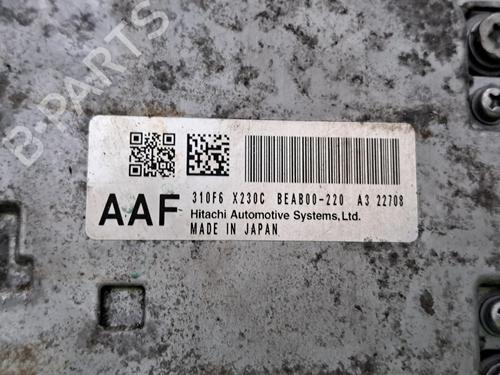 B-PARTS
AAF
310F6 X230C BEAB00-220 A3 22708
Hitachi Automotive Systems,Ltd.
MADE IN JAPAN